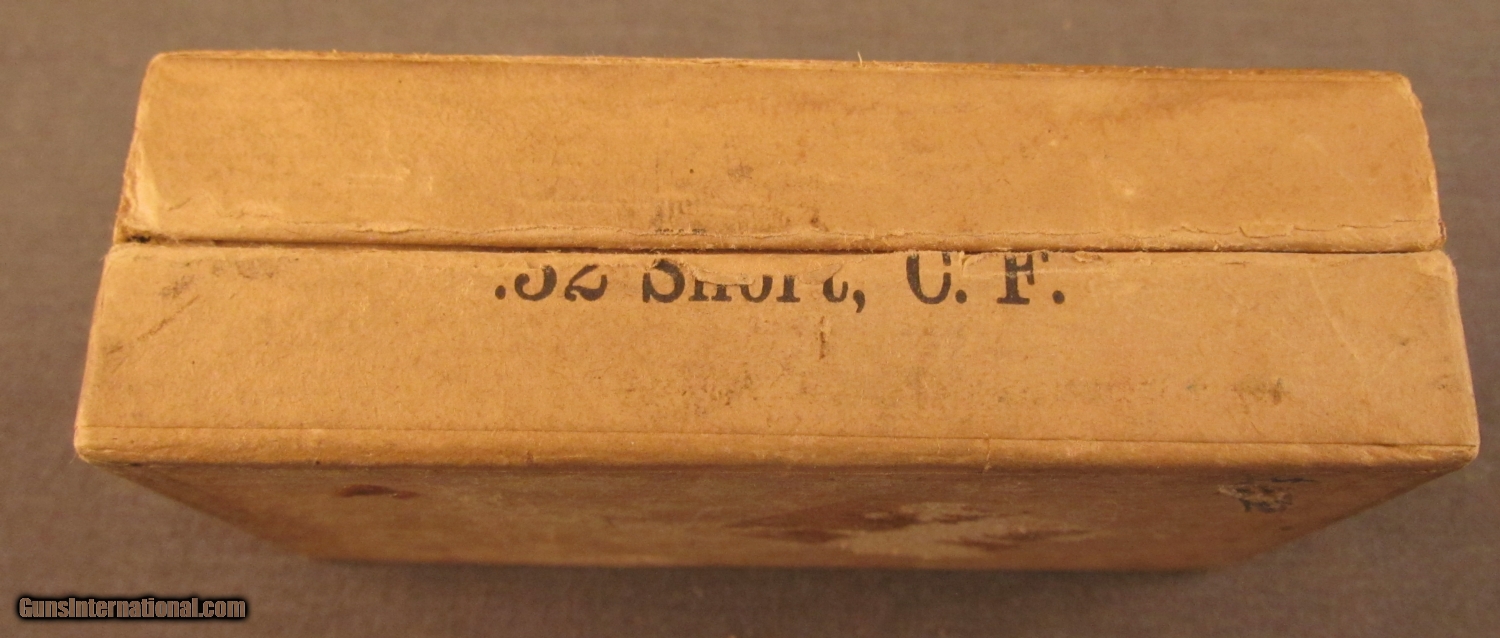 .32 Short, C. F.
GunsInternational.com